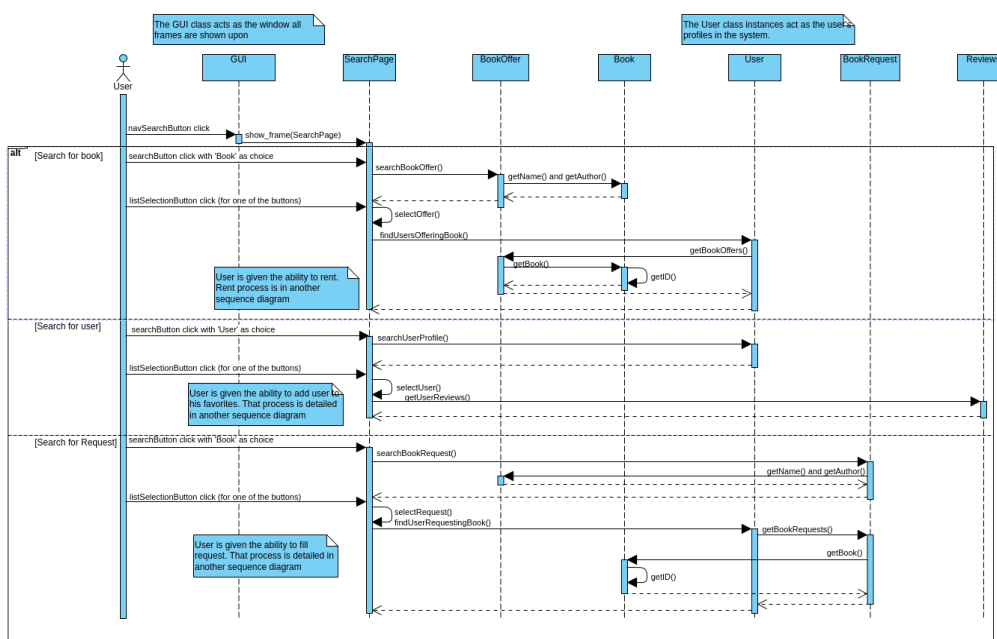 The GUI class acts as the window all
frames are shown upon
The User class instances act as the user's
profiles in the system.
User
GUI
SearchPage
BookOffer
Book
User
BookRequest
Reviews
navSearchButton click
show_frame(SearchPage)
alt
[Search for book]
searchButton click with 'Book' as choice
searchBookOffer()
getName() and getAuthor()
listSelectionButton click (for one of the buttons)
selectOffer()
findUsersOfferingBook()
getBookOffers()
getBook()
getID()
User is given the ability to rent.
Rent process is in another
sequence diagram
[Search for user]
searchButton click with 'User' as choice
searchUserProfile()
listSelectionButton click (for one of the buttons)
selectUser()
getUserReviews()
User is given the ability to add user to
his favorites. That process is detailed
in another sequence diagram
[Search for Request]
searchButton click with 'Book' as choice
searchBookRequest()
getName() and getAuthor()
listSelectionButton click (for one of the buttons)
selectRequest()
findUserRequestingBook()
getBookRequests()
getBook()
getID()
User is given the ability to fill
request. That process is detailed in
another sequence diagram